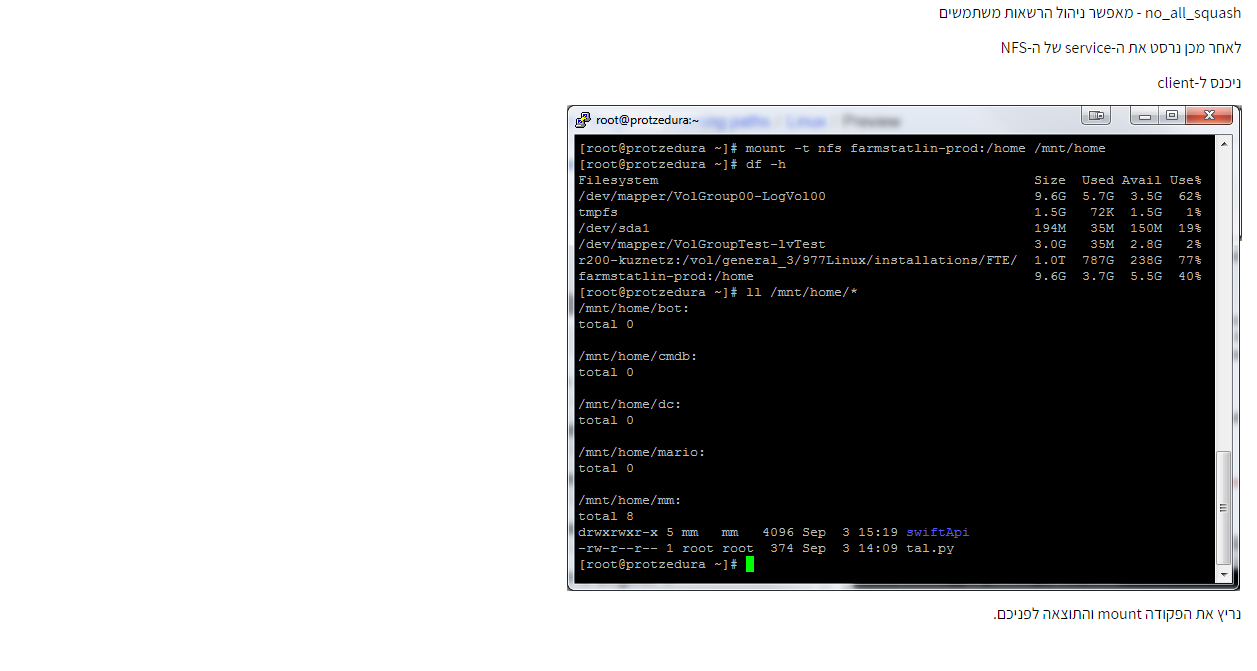 no_all_squash - מאפשר ניהול הרשאות משתמשים
לאחר מכן נרסט את ה-service של ה-NFS
ניכנס ל-client
root@protzedura:~
[root@protzedura ~]# mount -t nfs farmstatlin-prod:/home /mnt/home
[root@protzedura ~]# df -h
Filesystem Size Used Avail Use%
/dev/mapper/VolGroup00-LogVol00 9.6G 5.7G 3.5G 62%
tmpfs 1.5G 72K 1.5G 1%
/dev/sda1 194M 35M 150M 19%
/dev/mapper/VolGroupTest-lvTest 3.0G 35M 2.8G 2%
r200-kuznetz:/vol/general_3/977Linux/installations/FTE/ 1.0T 787G 238G 77%
farmstatlin-prod:/home 9.6G 3.7G 5.5G 40%
[root@protzedura ~]# ll /mnt/home/*
/mnt/home/bot:
total 0
/mnt/home/cmdb:
total 0
/mnt/home/dc:
total 0
/mnt/home/mario:
total 0
/mnt/home/mm:
total 8
drwxrwxr-x 5 mm mm 4096 Sep 3 15:19 swiftApi
-rw-r--r-- 1 root root 374 Sep 3 14:09 tal.py
[root@protzedura ~]#
נריץ את הפקודה mount והתוצאה לפניכם.